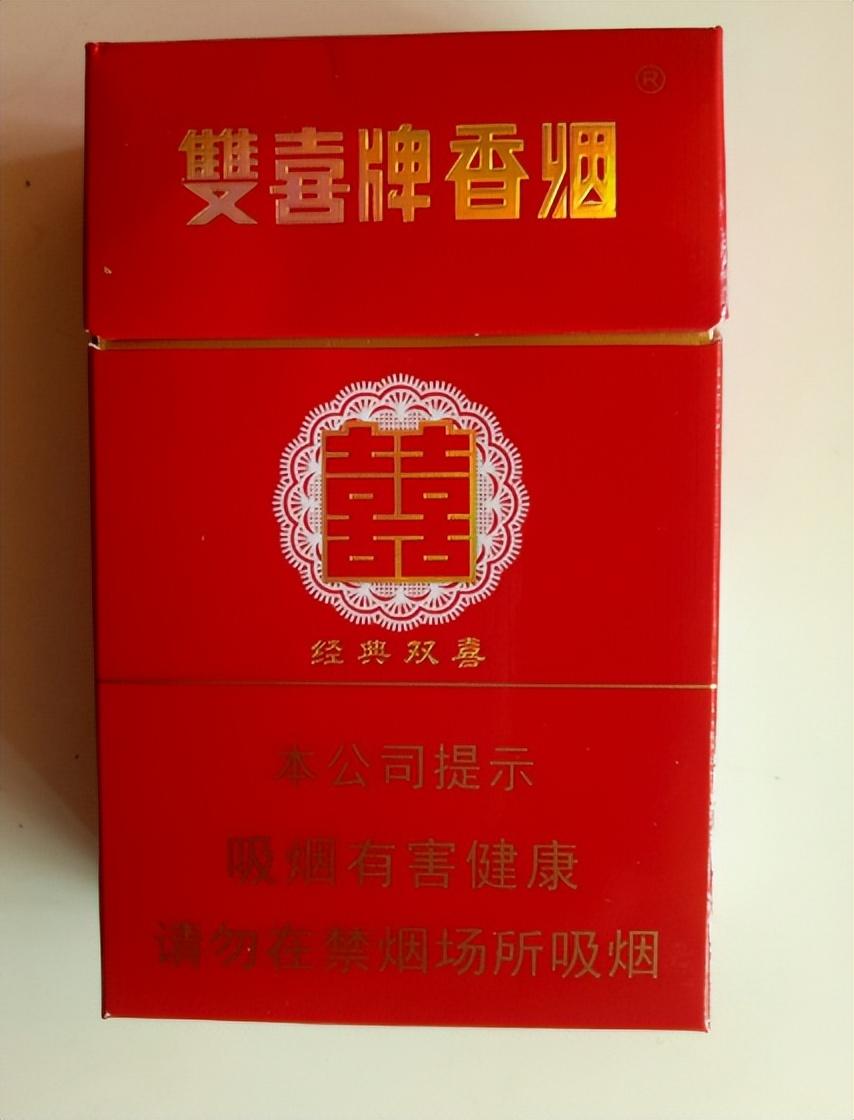 ®
雙喜牌香烟
囍
经典双喜
本公司提示
吸烟有害健康
请勿在禁烟场所吸烟